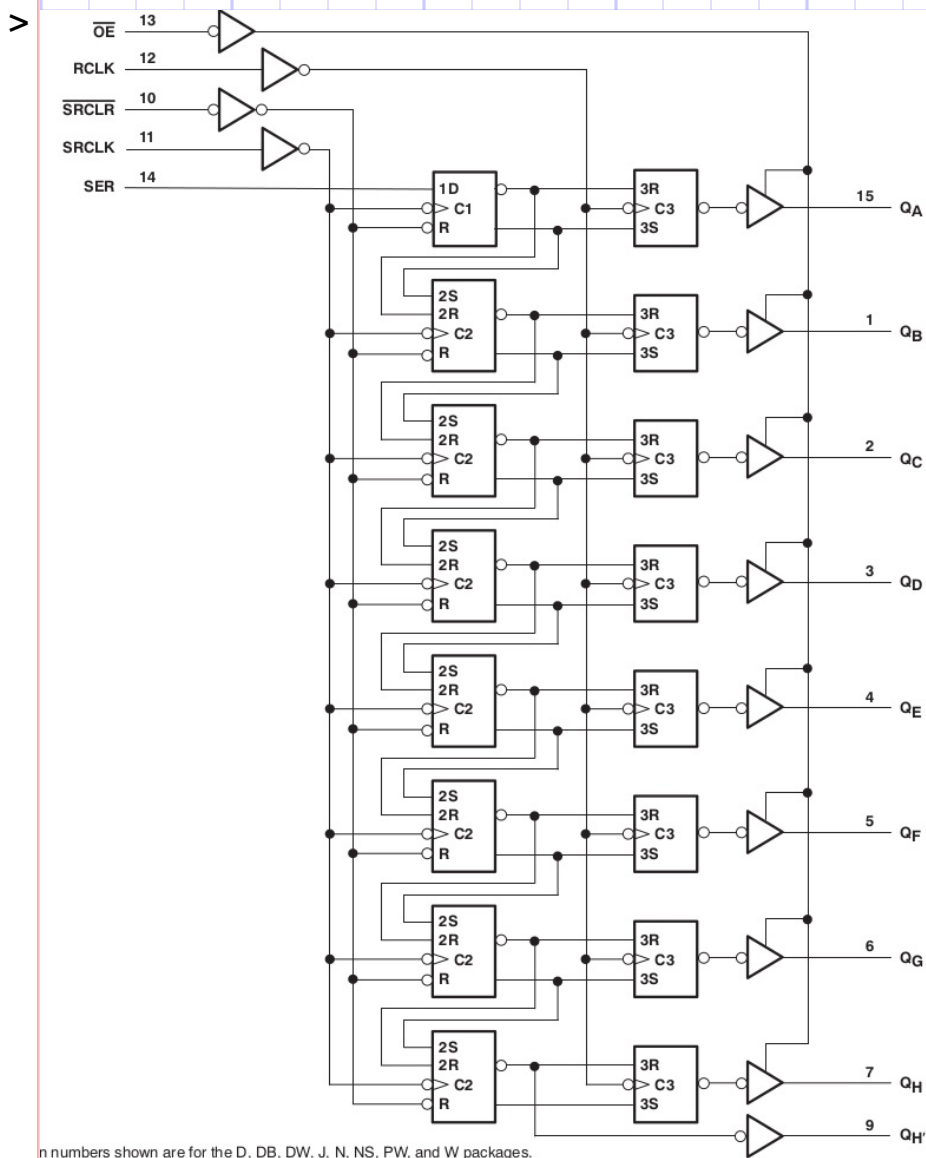 >
OE 13
RCLK 12
SRCLR 10
SRCLK 11
SER 14
1D 3R
C1 C3 15 QA
R 3S
2S
2R 3R
C2 C3 1 QB
R 3S
2S
2R 3R
C2 C3 2 QC
R 3S
2S
2R 3R
C2 C3 3 QD
R 3S
2S
2R 3R
C2 C3 4 QE
R 3S
2S
2R 3R
C2 C3 5 QF
R 3S
2S
2R 3R
C2 C3 6 QG
R 3S
2S
2R 3R
C2 C3 7 QH
R 3S
9 QH'
n numbers shown are for the D, DB, DW, J, N, NS, PW, and W packages.